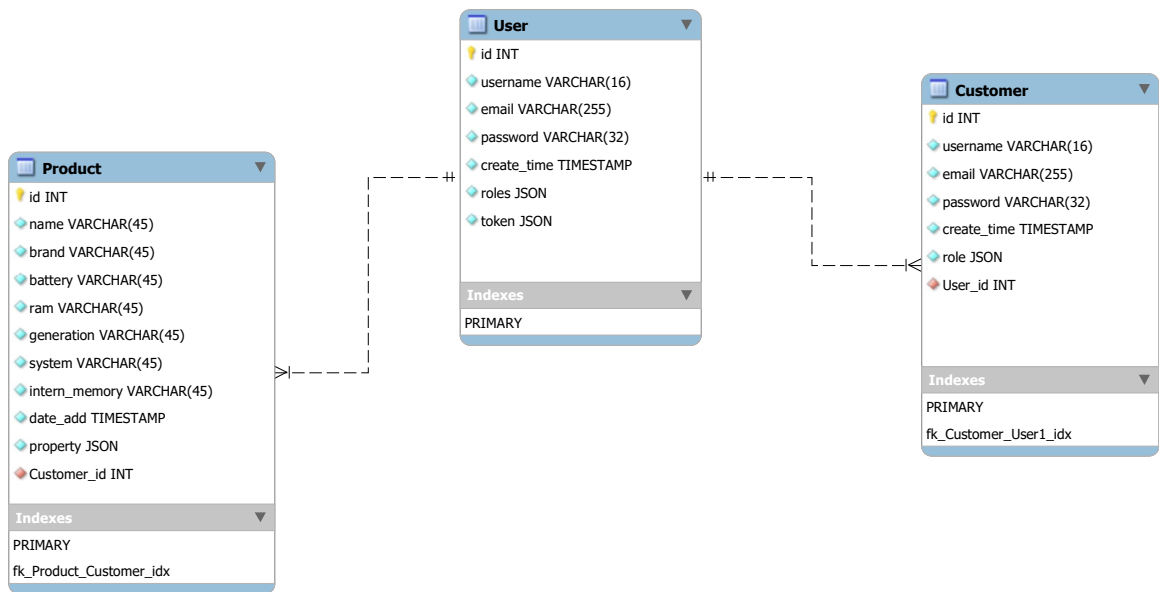 Product
id INT
name VARCHAR(45)
brand VARCHAR(45)
battery VARCHAR(45)
ram VARCHAR(45)
generation VARCHAR(45)
system VARCHAR(45)
intern_memory VARCHAR(45)
date_add TIMESTAMP
property JSON
Customer_id INT
Indexes
PRIMARY
fk_Product_Customer_idx
User
id INT
username VARCHAR(16)
email VARCHAR(255)
password VARCHAR(32)
create_time TIMESTAMP
roles JSON
token JSON
Indexes
PRIMARY
Customer
id INT
username VARCHAR(16)
email VARCHAR(255)
password VARCHAR(32)
create_time TIMESTAMP
role JSON
User_id INT
Indexes
PRIMARY
fk_Customer_User1_idx